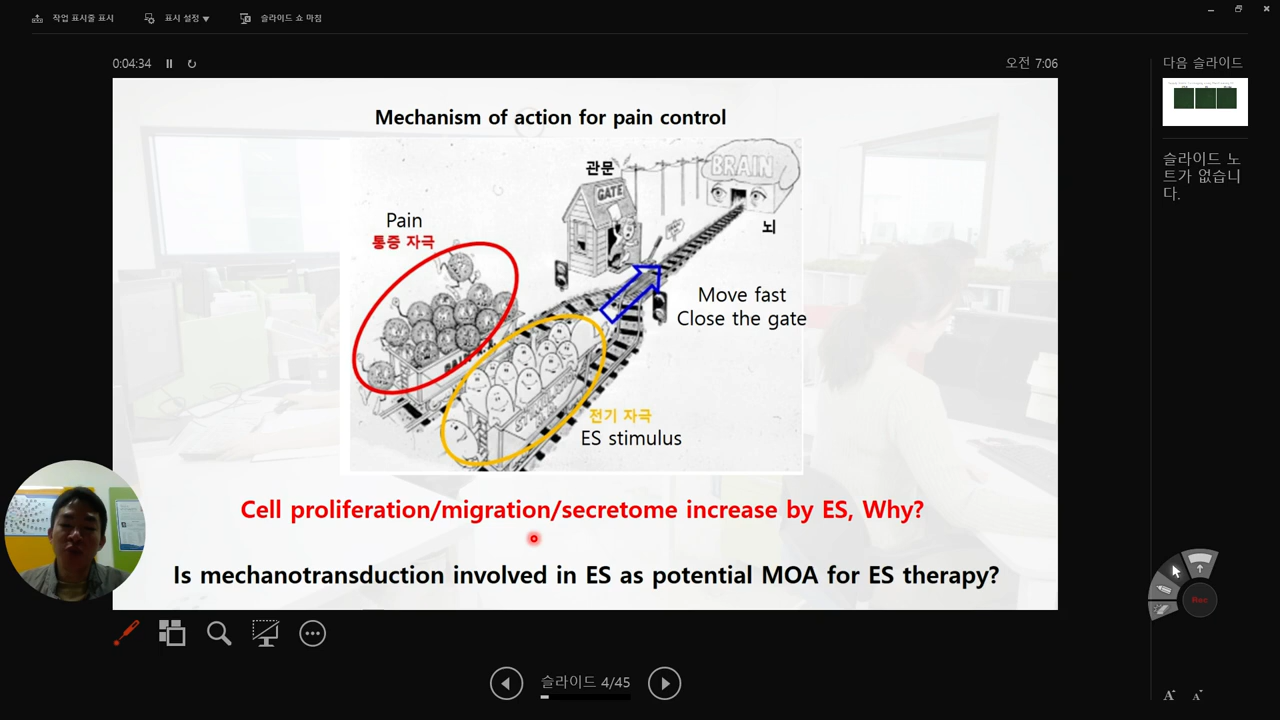 작업 표시줄 표시
표시 설정 ▼
슬라이드 쇼 마침
0:04:34
오전 7:06
다음 슬라이드
슬라이드 노
트가 없습니
다.
Mechanism of action for pain control
관문
GATE
BRAIN
뇌
Pain
통증 자극
Move fast
Close the gate
PAIN
전기 자극
ES stimulus
Cell proliferation/migration/secretome increase by ES, Why?
Is mechanotransduction involved in ES as potential MOA for ES therapy?
Rec
슬라이드 4/45
A A